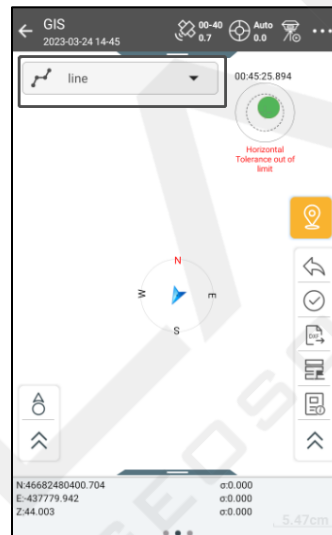 GIS
2023-03-24 14-45
00-40
0.7
Auto
0.0
line
00:45:25.894
Horizontal
Tolerance out of
limit
N
W
E
S
DXF
N:46682480400.704
σ:0.000
E:-437779.942
σ:0.000
Z:44.003
σ:0.000
5.47cm